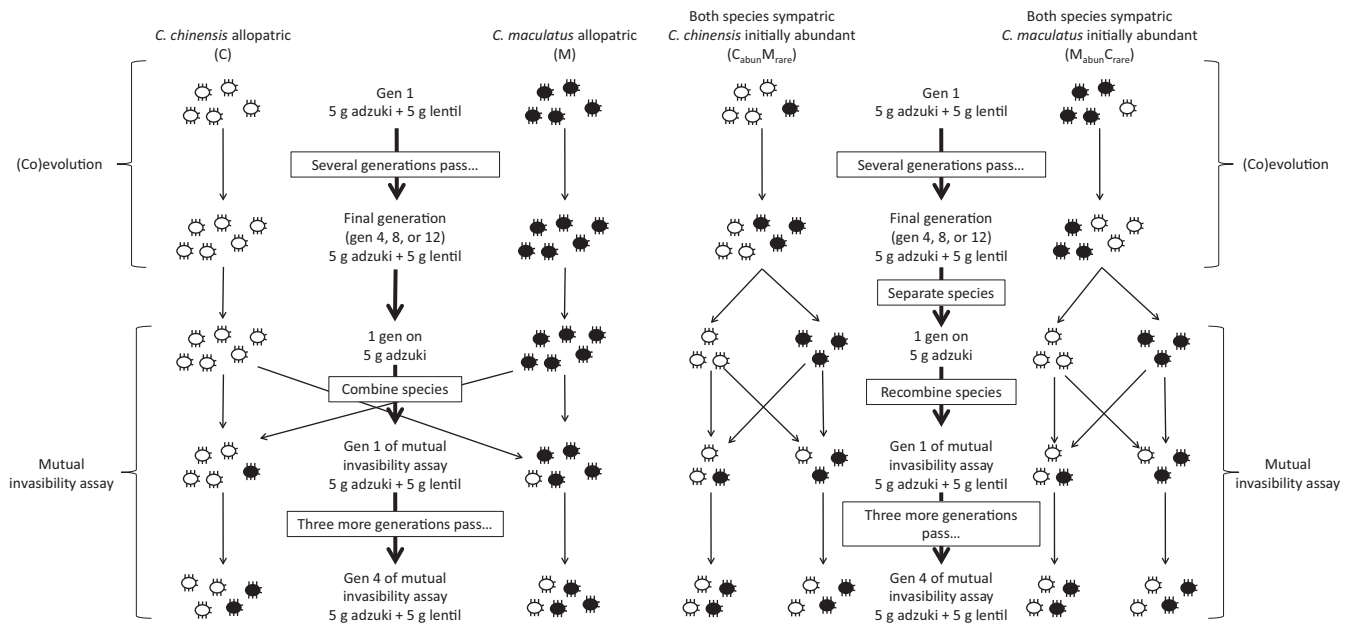 C. chinensis allopatric
(C)
C. maculatus allopatric
(M)
Both species sympatric
C. chinensis initially abundant
(CabunMrare)
Both species sympatric
C. maculatus initially abundant
(MabunCrare)
(Co)evolution
Gen 1
5 g adzuki + 5 g lentil
Several generations pass...
Final generation
(gen 4, 8, or 12)
5 g adzuki + 5 g lentil
Gen 1
5 g adzuki + 5 g lentil
Several generations pass...
Final generation
(gen 4, 8, or 12)
5 g adzuki + 5 g lentil
Separate species
(Co)evolution
Mutual
invasibility assay
1 gen on
5 g adzuki
Combine species
Gen 1 of mutual
invasibility assay
5 g adzuki + 5 g lentil
Three more generations pass...
Gen 4 of mutual
invasibility assay
5 g adzuki + 5 g lentil
1 gen on
5 g adzuki
Recombine species
Gen 1 of mutual
invasibility assay
5 g adzuki + 5 g lentil
Three more generations
pass...
Gen 4 of mutual
invasibility assay
5 g adzuki + 5 g lentil
Mutual
invasibility assay